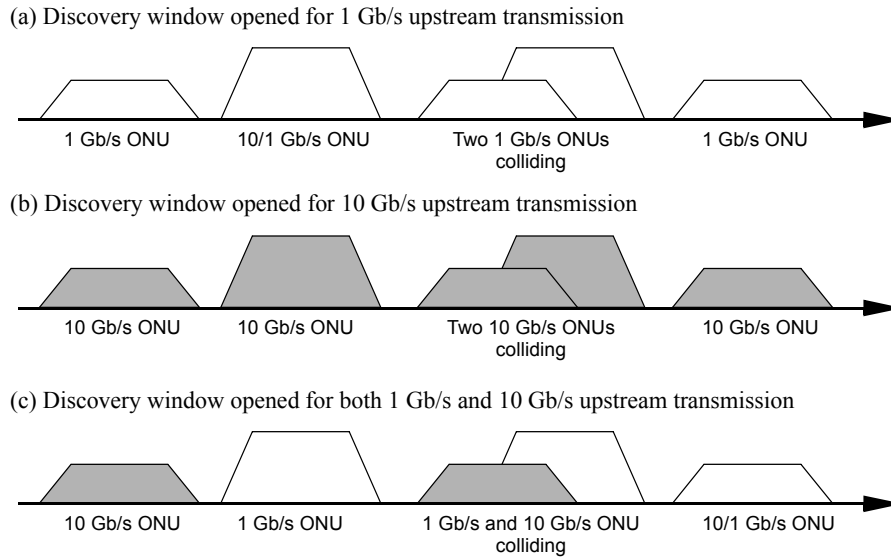 (a) Discovery window opened for 1 Gb/s upstream transmission
1 Gb/s ONU
10/1 Gb/s ONU
Two 1 Gb/s ONUs
colliding
1 Gb/s ONU
(b) Discovery window opened for 10 Gb/s upstream transmission
10 Gb/s ONU
10 Gb/s ONU
Two 10 Gb/s ONUs
colliding
10 Gb/s ONU
(c) Discovery window opened for both 1 Gb/s and 10 Gb/s upstream transmission
10 Gb/s ONU
1 Gb/s ONU
1 Gb/s and 10 Gb/s ONU
colliding
10/1 Gb/s ONU